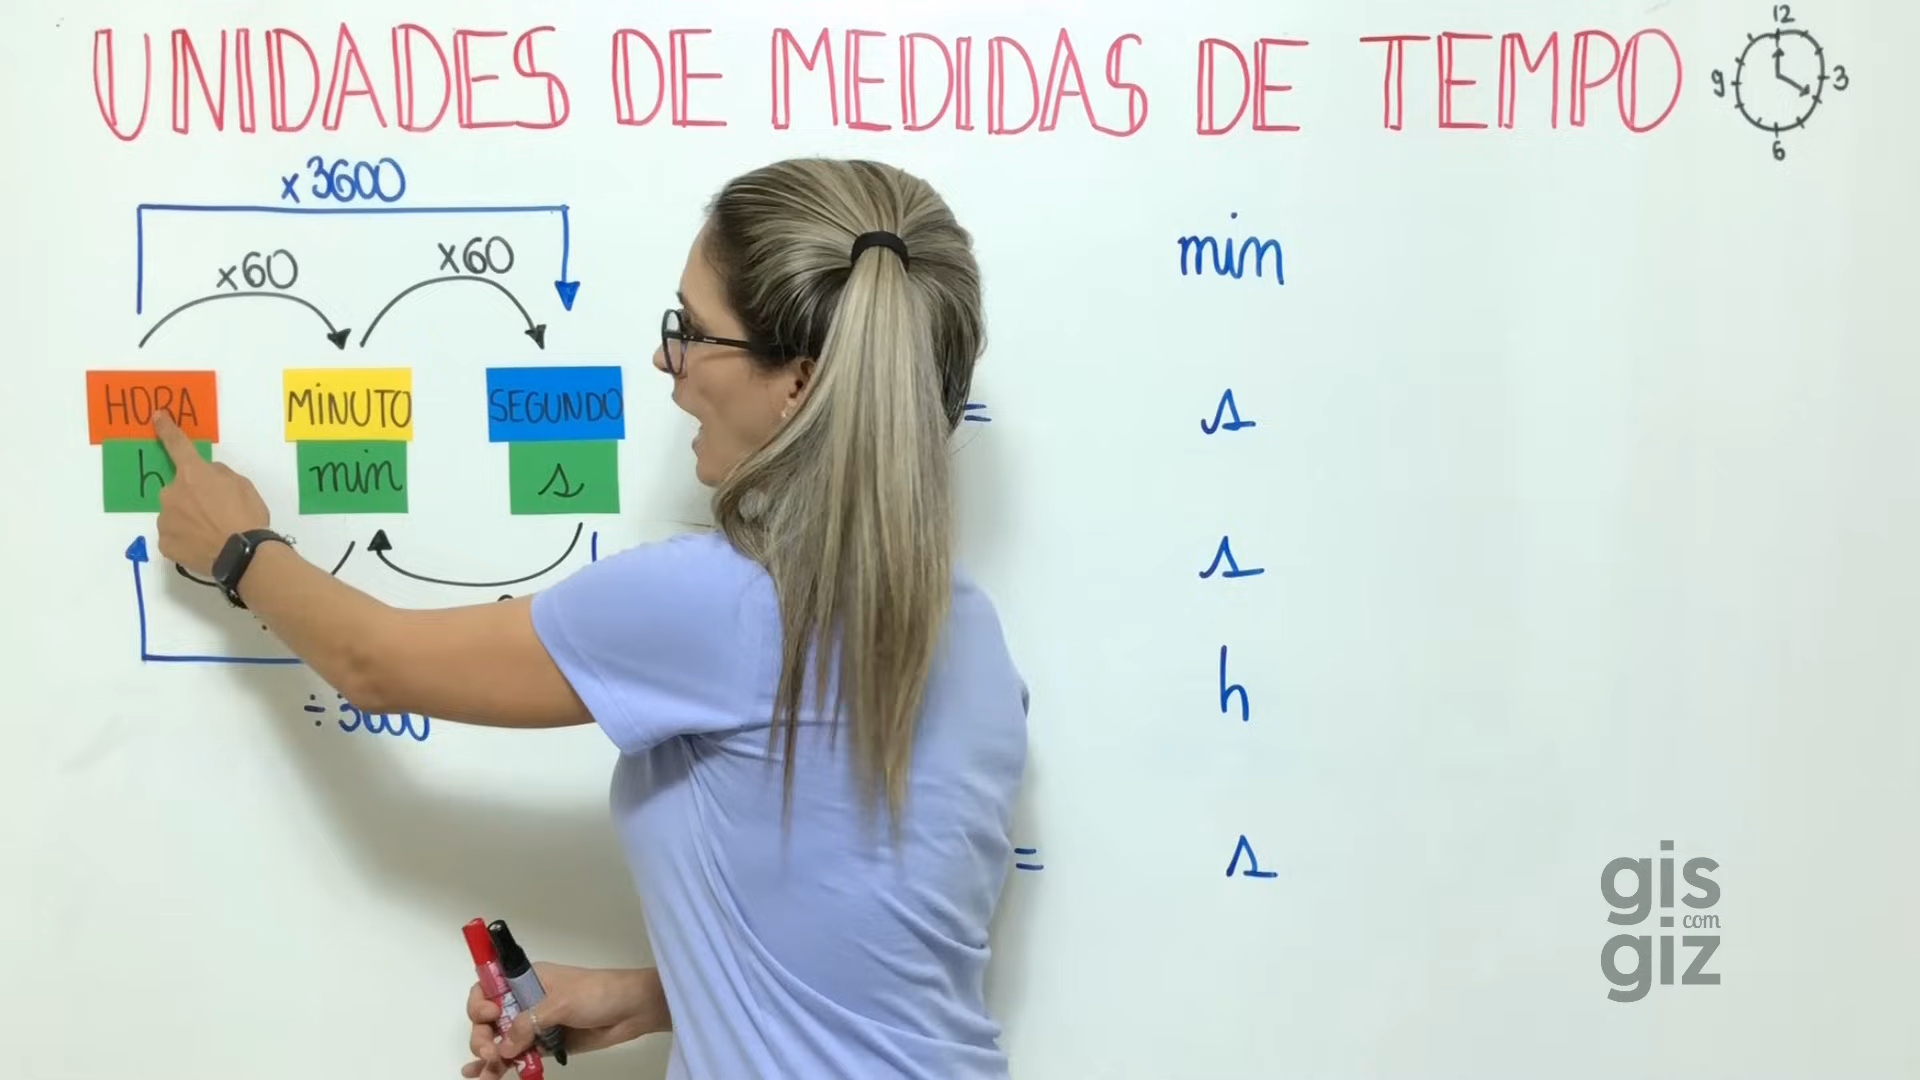 UNIDADES DE MEDIDAS DE TEMPO
12
9
3
6
x 3600
x60
x60
HORA
MINUTO
SEGUNDO
h
min
s
÷ 3600
min
= s
s
h
= s
gis
com
giz